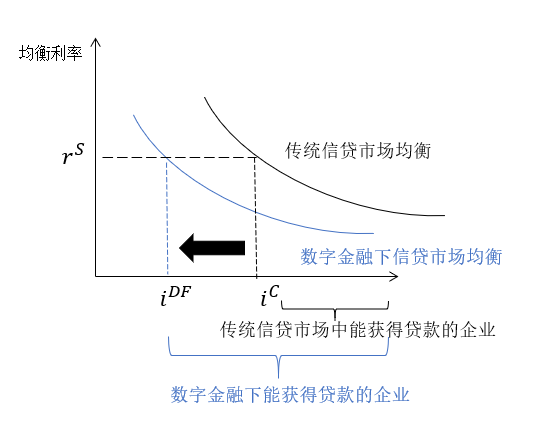 均衡利率
传统信贷市场均衡
r^S
数字金融下信贷市场均衡
i^DF
i^C
传统信贷市场中能获得贷款的企业
数字金融下能获得贷款的企业